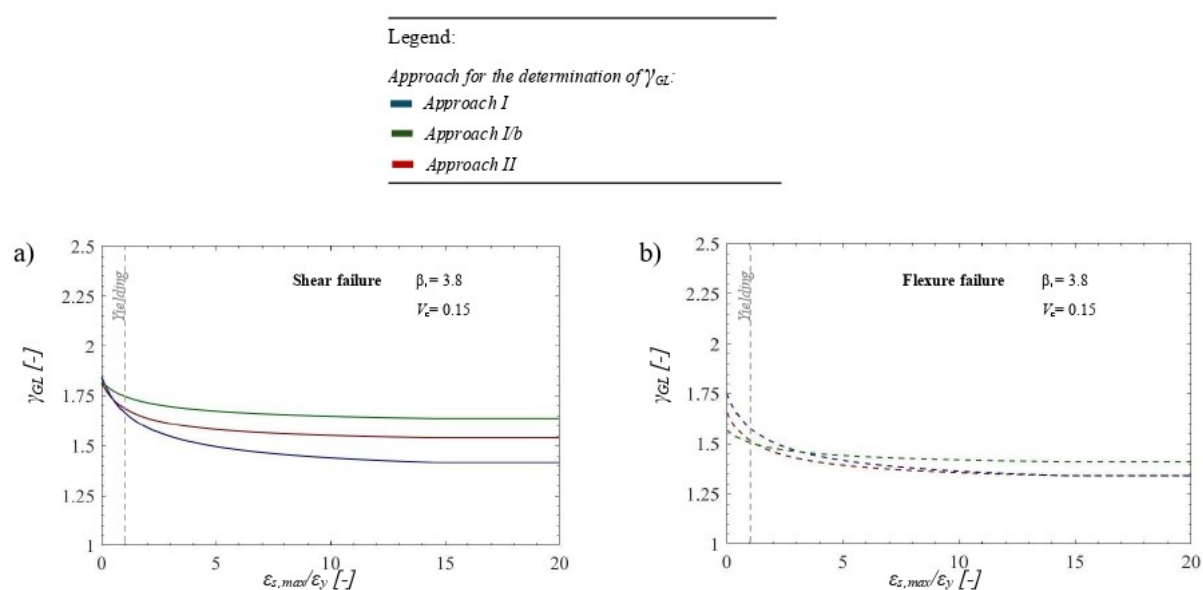 Legend:
Approach for the determination of γGL:
Approach I
Approach I/b
Approach II
a)
2.5
2.25
2
1.75
1.5
1.25
1
γGL [-]
Yielding
Shear failure βt = 3.8
Vc = 0.15
0 5 10 15 20
εs,max/εy [-]
b)
2.5
2.25
2
1.75
1.5
1.25
1
γGL [-]
Yielding
Flexure failure βt = 3.8
Vc = 0.15
0 5 10 15 20
εs,max/εy [-]